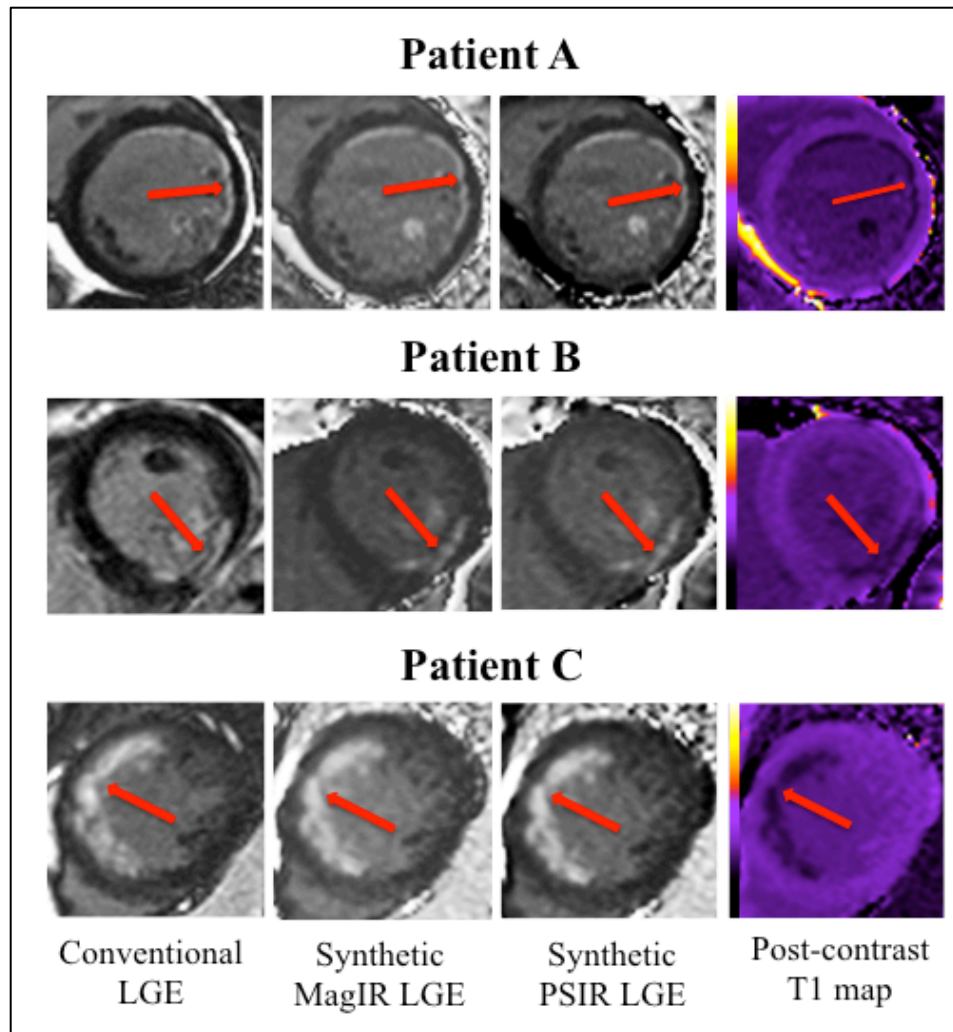 Patient A
Patient B
Patient C
Conventional LGE
Synthetic MagIR LGE
Synthetic PSIR LGE
Post-contrast T1 map